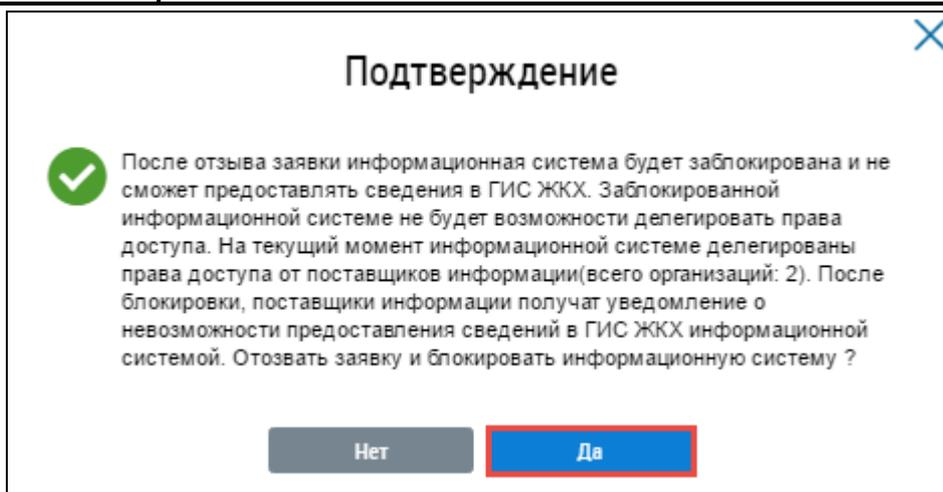 Подтверждение
После отзыва заявки информационная система будет заблокирована и не
сможет предоставлять сведения в ГИС ЖКХ. Заблокированной
информационной системе не будет возможности делегировать права
доступа. На текущий момент информационной системе делегированы
права доступа от поставщиков информации(всего организаций: 2). После
блокировки, поставщики информации получат уведомление о
невозможности предоставления сведений в ГИС ЖКХ информационной
системой. Отозвать заявку и блокировать информационную систему ?
Нет Да